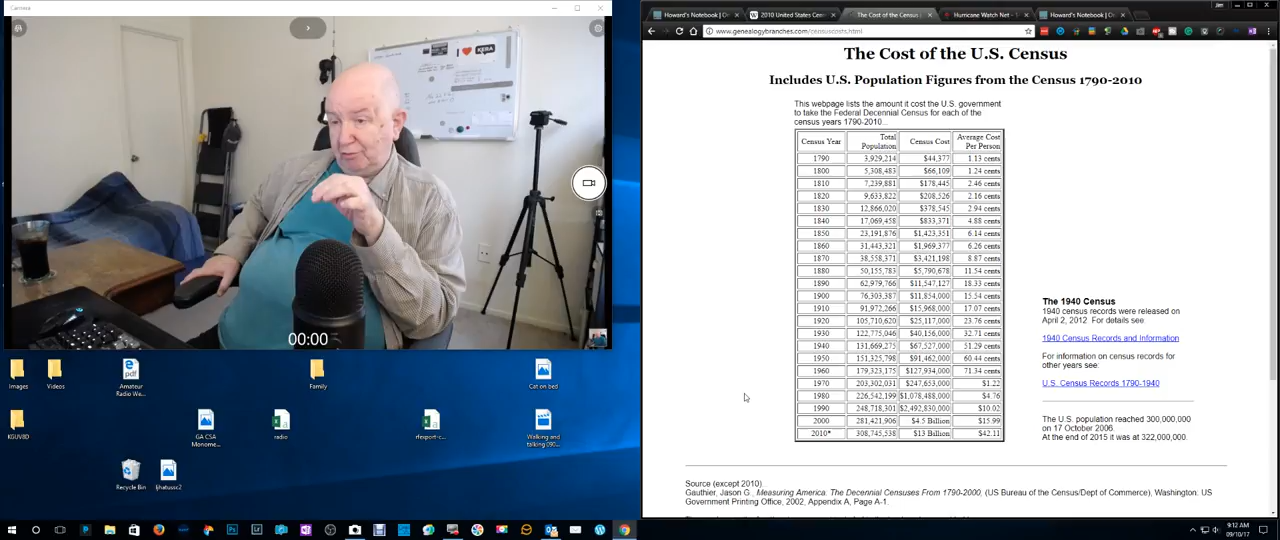 Camera
I ❤ KERA
00:00
Images
Videos
Amateur
Radio Wa...
Family
Cat on bed
KGUVBD
GA CSA
Monome...
radio
rfexport-c...
Walking and
talking 090...
Recycle Bin
ljhatussc2
Howard's Notebook | O
2010 United States Cen
The Cost of the U.S. Census
Hurricane Watch Net - I
Howard's Notebook | O
Jim
www.genealogybranches.com/censuscosts.html
The Cost of the U.S. Census
Includes U.S. Population Figures from the Census 1790-2010
This webpage lists the amount it cost the U.S. government
to take the Federal Decennial Census for each of the
census years 1790-2010...
Census Year Total Population Census Cost Average Cost Per Person
1790 3,929,214 $44,377 1.13 cents
1800 5,308,483 $66,109 1.24 cents
1810 7,239,881 $178,445 2.46 cents
1820 9,633,822 $208,526 2.16 cents
1830 12,866,020 $378,545 2.94 cents
1840 17,069,458 $833,371 4.88 cents
1850 23,191,876 $1,423,351 6.14 cents
1860 31,443,321 $1,969,377 6.26 cents
1870 38,558,371 $3,421,198 8.87 cents
1880 50,155,783 $5,790,678 11.54 cents
1890 62,979,766 $11,547,127 18.33 cents
1900 76,303,387 $11,854,000 15.54 cents
1910 91,972,266 $15,968,000 17.07 cents
1920 105,710,620 $25,117,000 23.76 cents
1930 122,775,046 $40,156,000 32.71 cents
1940 131,669,275 $67,527,000 51.29 cents
1950 151,325,798 $91,462,000 60.44 cents
1960 179,323,175 $127,934,000 71.34 cents
1970 203,302,031 $247,653,000 $1.22
1980 226,542,199 $1,078,488,000 $4.76
1990 248,718,301 $2,492,830,000 $10.02
2000 281,421,906 $4.5 Billion $15.99
2010* 308,745,538 $13 Billion $42.11
The 1940 Census
1940 census records were released on
April 2, 2012 For details see:
1940 Census Records and Information
For information on census records for
other years see:
U.S. Census Records 1790-1940
The U.S. population reached 300,000,000
on 17 October 2006.
At the end of 2015 it was at 322,000,000.
Source (except 2010)
Gauthier, Jason G., Measuring America: The Decennial Censuses From 1790-2000, (US Bureau of the Census/Dept of Commerce), Washington: US
Government Printing Office, 2002, Appendix A, Page A-1.
9:12 AM
09/10/17